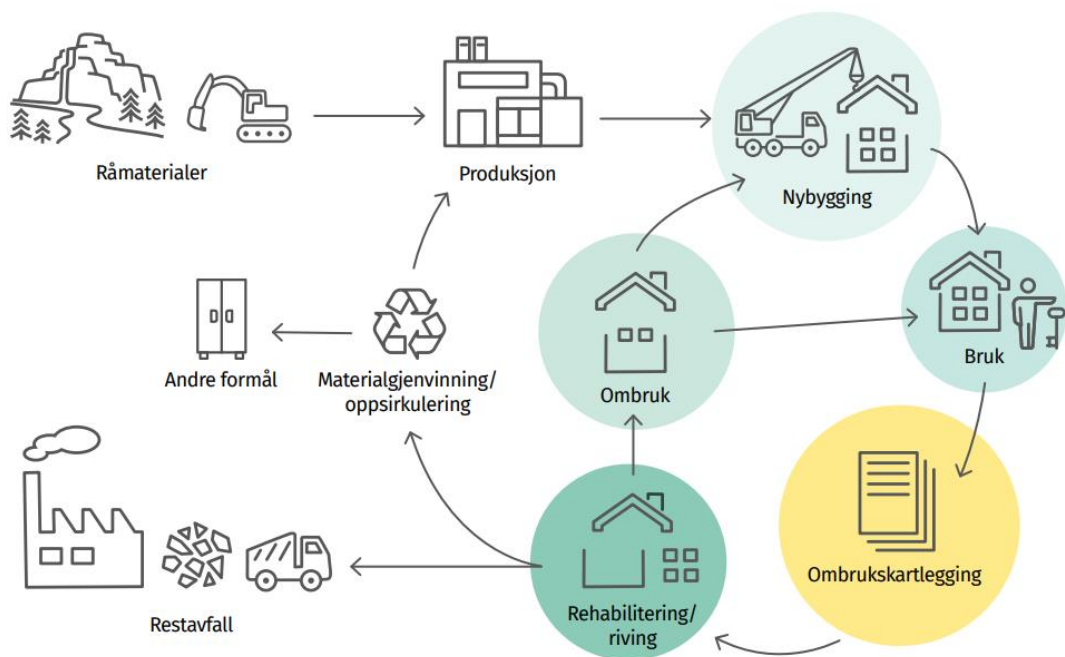 Råmaterialer
Produksjon
Nybygging
Andre formål
Materialgjenvinning/
oppsirkulering
Ombruk
Bruk
Restavfall
Rehabilitering/
riving
Ombrukskartlegging